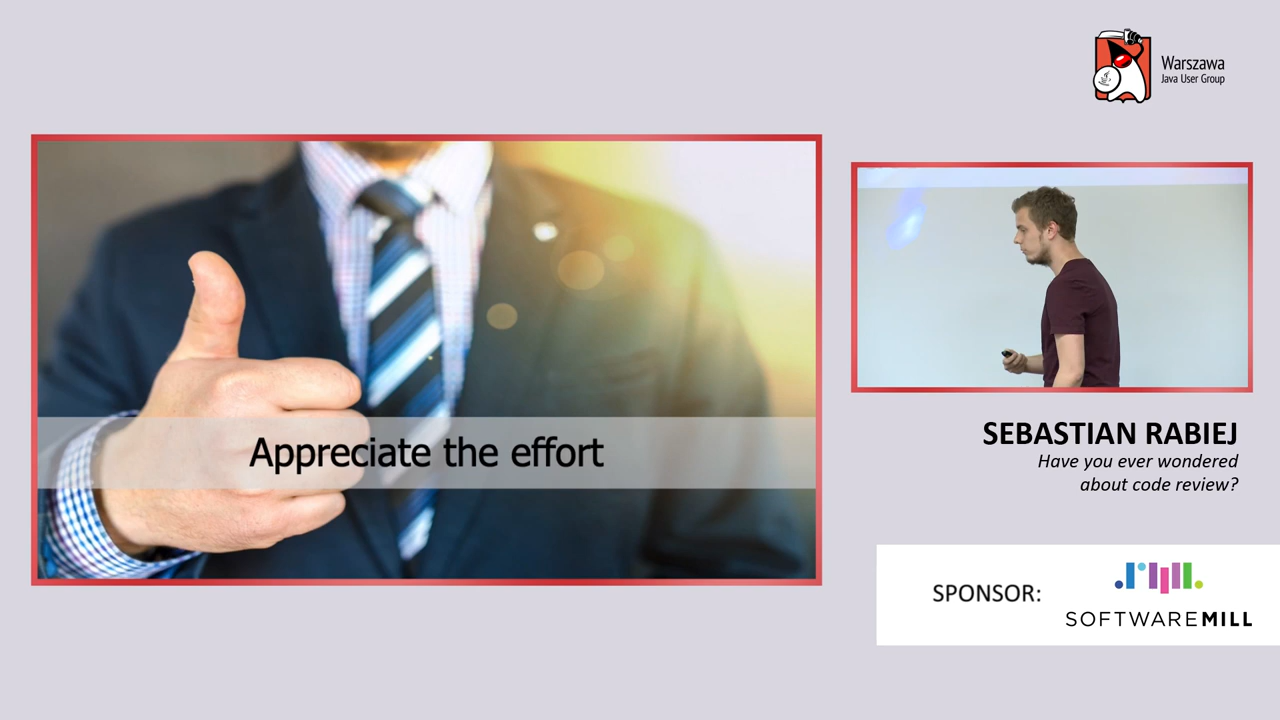 Warszawa
Java User Group
Appreciate the effort
SEBASTIAN RABIEJ
Have you ever wondered
about code review?
SPONSOR:
SOFTWAREMILL